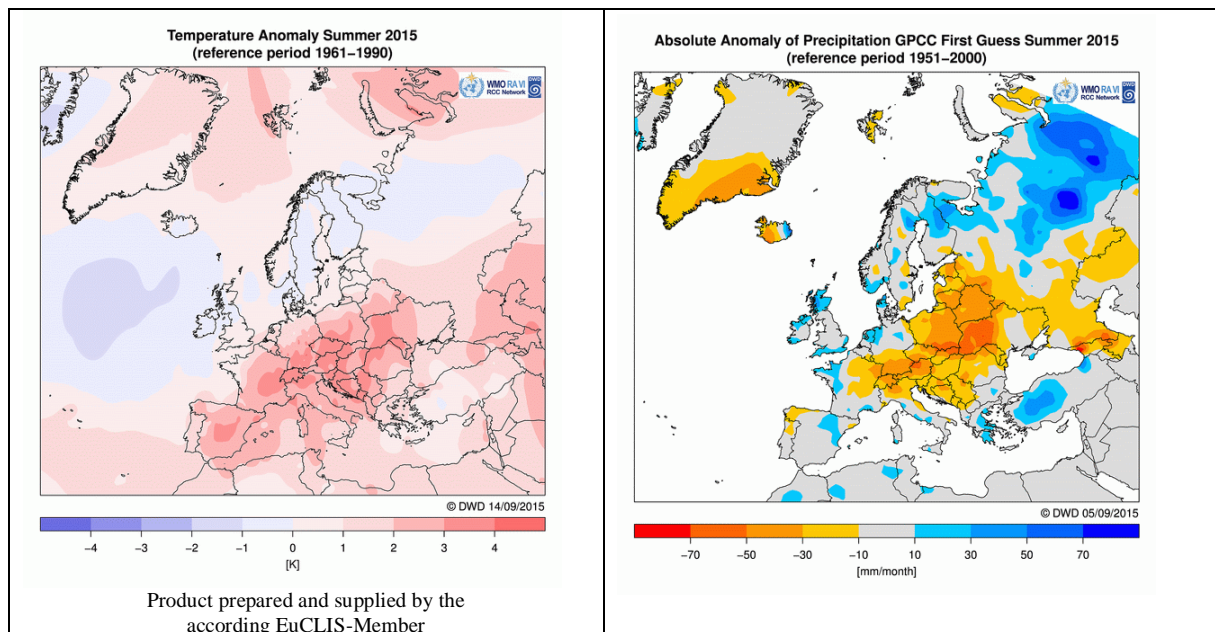 Temperature Anomaly Summer 2015
(reference period 1961−1990)
WMO RA VI
RCC Network
DWD
© DWD 14/09/2015
−4 −3 −2 −1 0 1 2 3 4
[K]
Product prepared and supplied by the
according EuCLIS-Member
Absolute Anomaly of Precipitation GPCC First Guess Summer 2015
(reference period 1951−2000)
WMO RA VI
RCC Network
DWD
© DWD 05/09/2015
−70 −50 −30 −10 10 30 50 70
[mm/month]